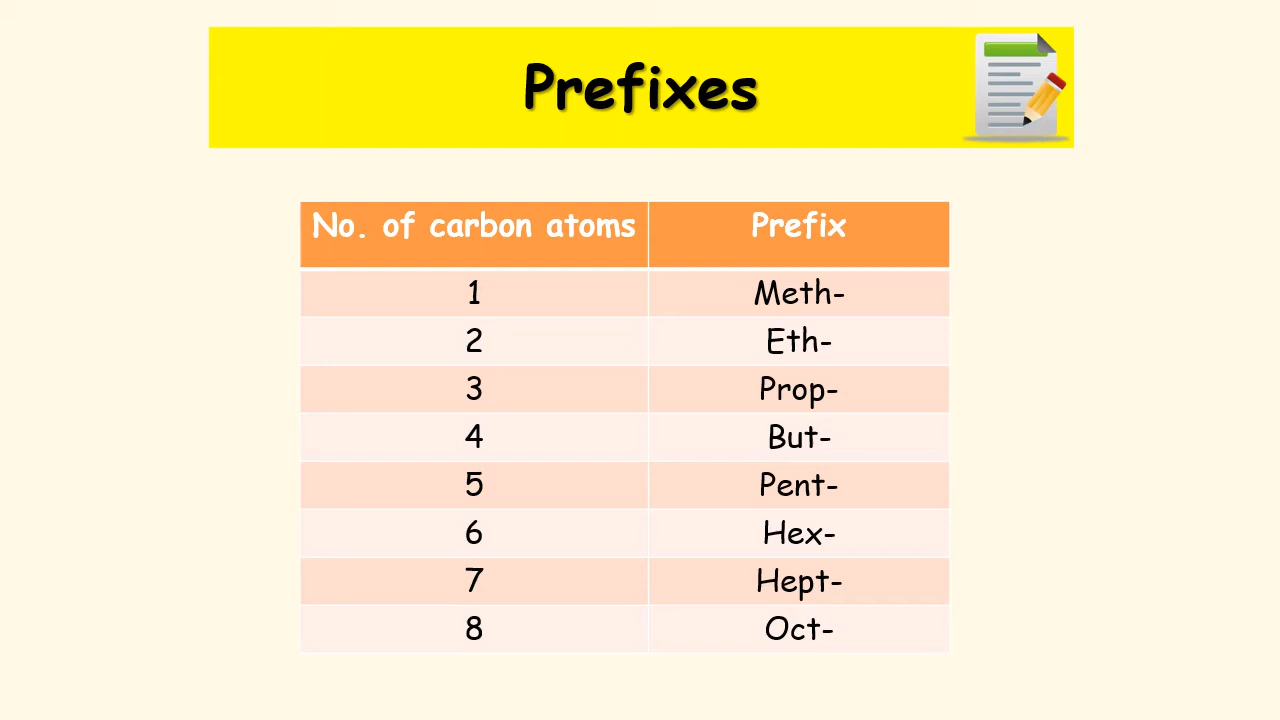 Prefixes
No. of carbon atoms Prefix
1 Meth-
2 Eth-
3 Prop-
4 But-
5 Pent-
6 Hex-
7 Hept-
8 Oct-